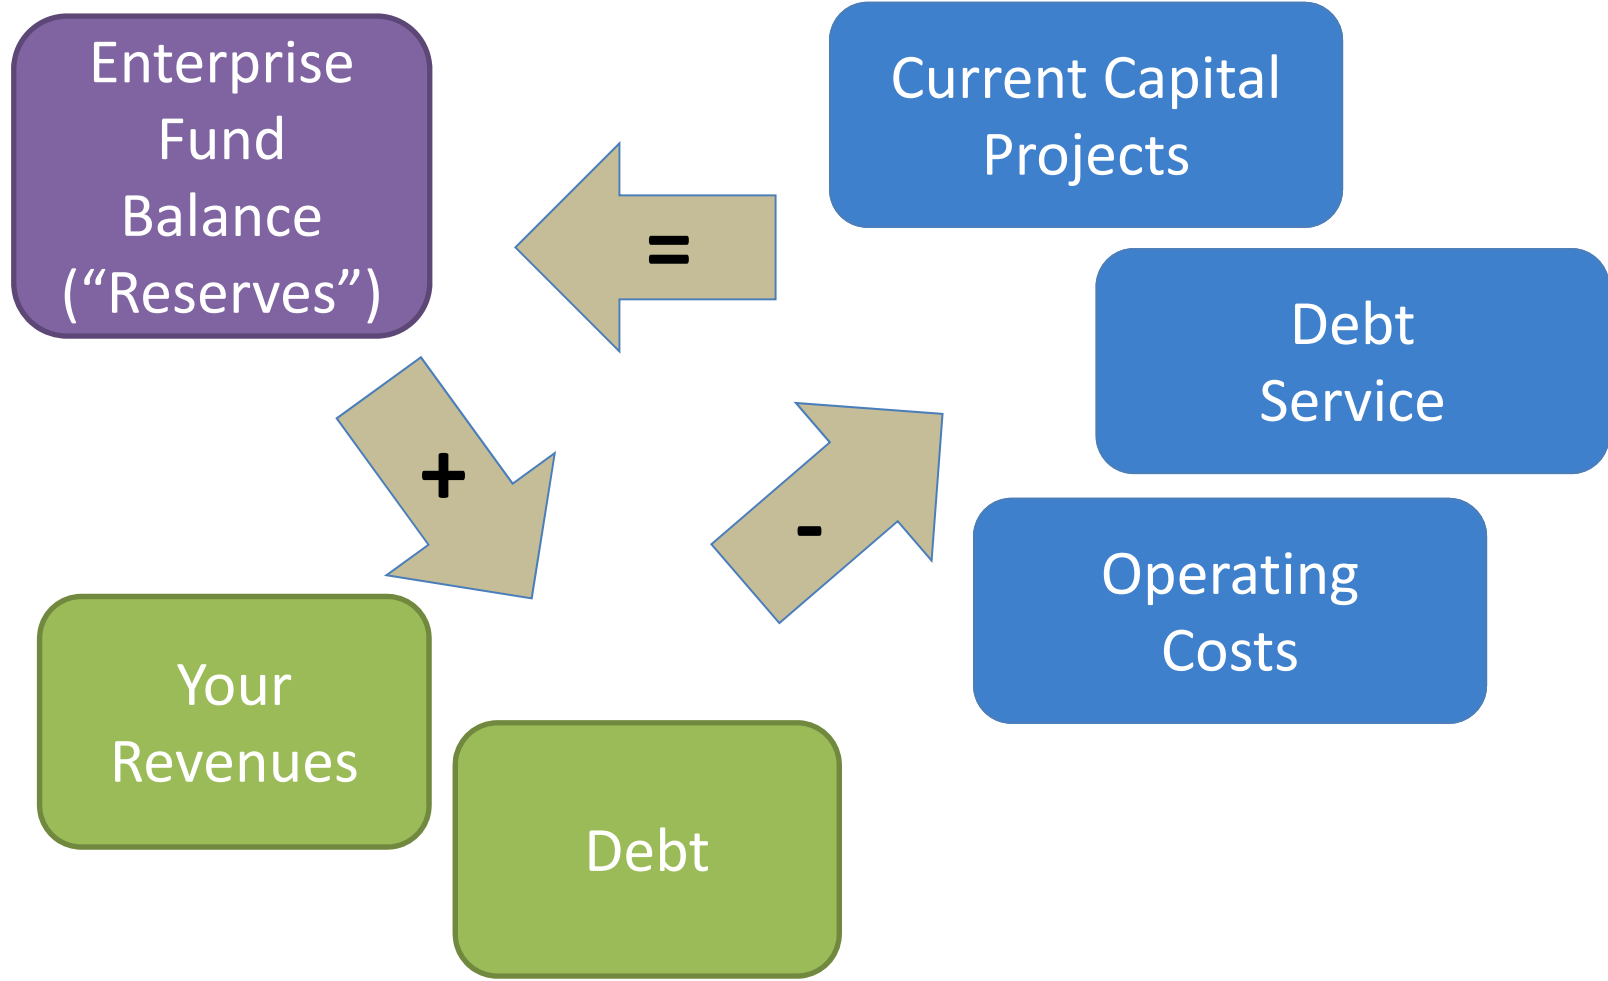 Enterprise
Fund
Balance
(“Reserves”)
=
Current Capital
Projects
Debt
Service
+
-
Operating
Costs
Your
Revenues
Debt